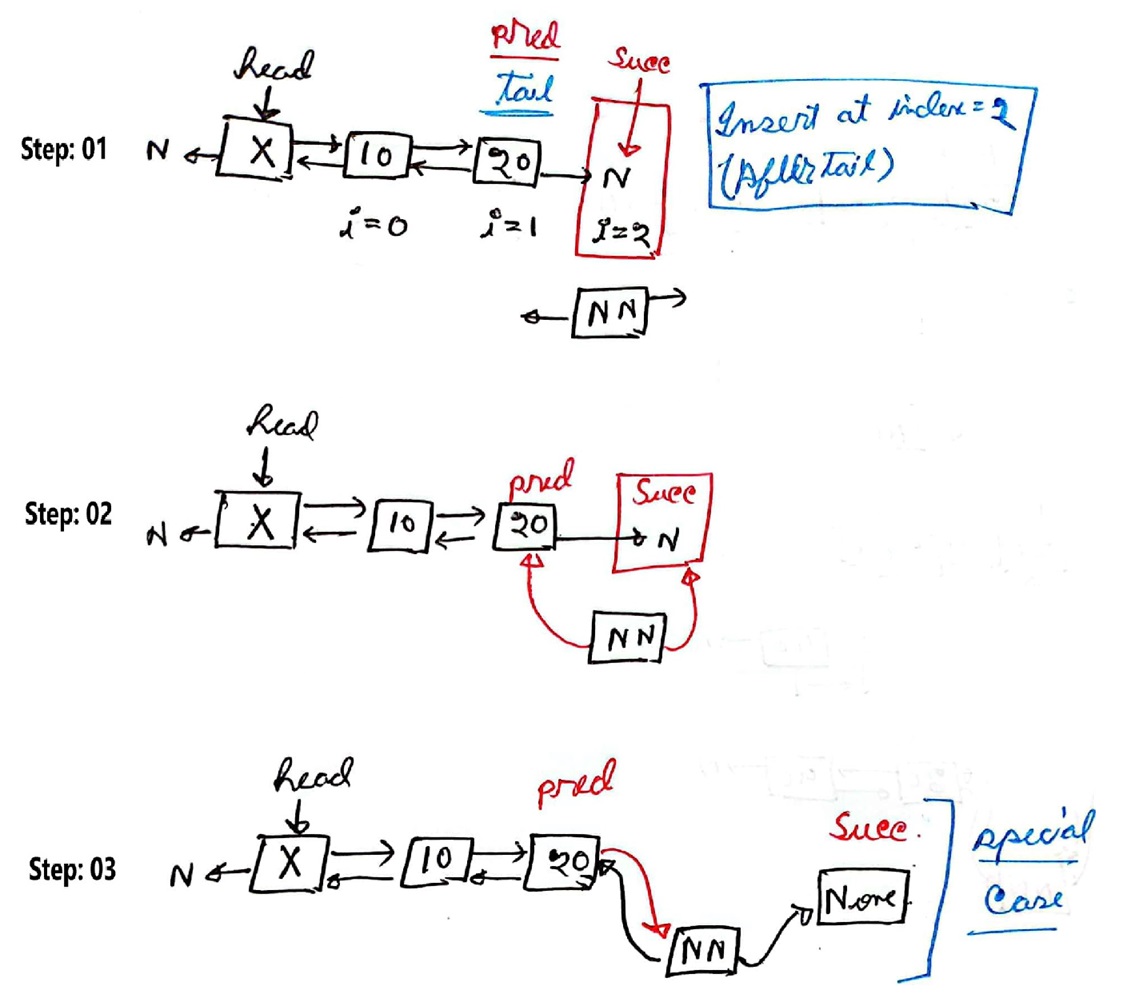 pred
Head
Succ
Tail
Insert at index = 2
(After Tail)
Step: 01
N
X
10
20
N
i=0
i=1
i=2
NN
Head
pred
Succ
Step: 02
N
X
10
20
N
NN
Head
pred
Succ.
special
Step: 03
N
X
10
20
None
Case
NN